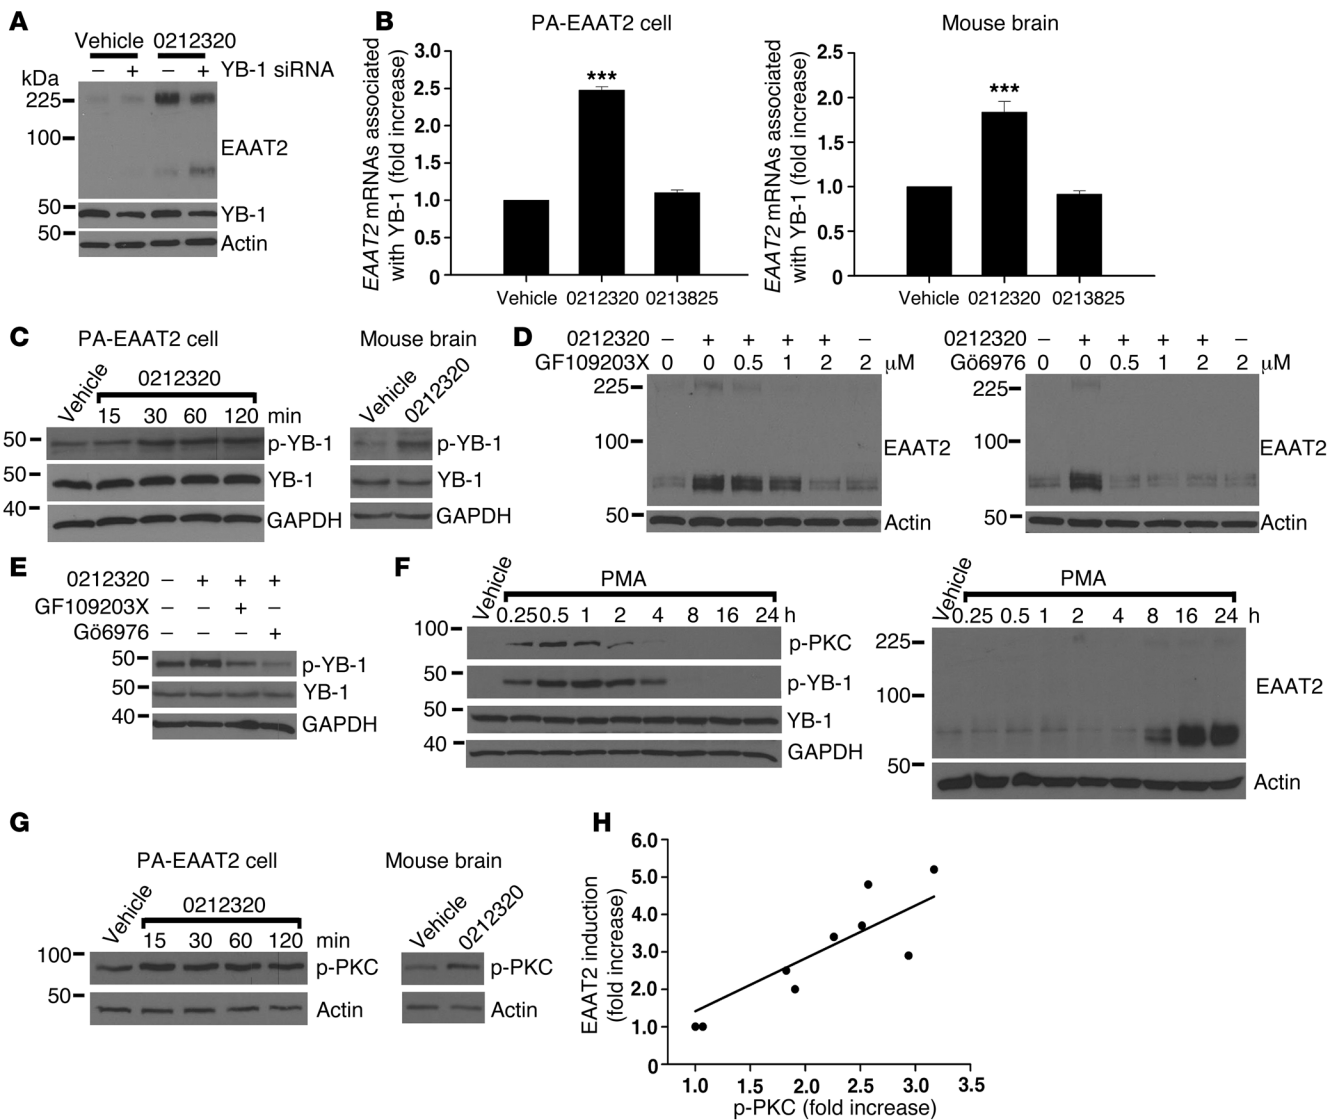 A
Vehicle 0212320
– + – + YB-1 siRNA
kDa
225
100
EAAT2
50
YB-1
50
Actin
B
PA-EAAT2 cell
EAAT2 mRNAs associated
with YB-1 (fold increase)
3.0
2.5
2.0
1.5
1.0
0.5
0
***
Vehicle 0212320 0213825
Mouse brain
EAAT2 mRNAs associated
with YB-1 (fold increase)
2.5
2.0
1.5
1.0
0.5
0
***
Vehicle 0212320 0213825
C
PA-EAAT2 cell
Vehicle
0212320
15 30 60 120 min
50 p-YB-1
50 YB-1
40 GAPDH
Mouse brain
Vehicle 0212320
p-YB-1
YB-1
GAPDH
D
0212320 – + + + + –
GF109203X 0 0 0.5 1 2 2 μM
225
100
EAAT2
50
Actin
0212320 – + + + + –
Gö6976 0 0 0.5 1 2 2 μM
225
100
EAAT2
50
Actin
E
0212320 – + + +
GF109203X – – + –
Gö6976 – – – +
50 p-YB-1
50 YB-1
40 GAPDH
F
Vehicle
PMA
0.25 0.5 1 2 4 8 16 24 h
100 p-PKC
50 p-YB-1
50 YB-1
40 GAPDH
Vehicle
PMA
0.25 0.5 1 2 4 8 16 24 h
225
100
EAAT2
50
Actin
G
PA-EAAT2 cell
Vehicle
0212320
15 30 60 120 min
100 p-PKC
50 Actin
Mouse brain
Vehicle 0212320
p-PKC
Actin
H
EAAT2 induction
(fold increase)
6.0
5.0
4.0
3.0
2.0
1.0
0
1.0 1.5 2.0 2.5 3.0 3.5
p-PKC (fold increase)